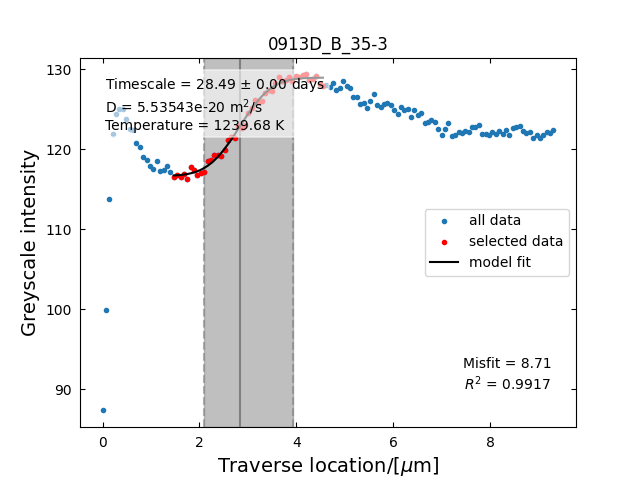 0913D_B_35-3
Timescale = 28.49 ± 0.00 days
D = 5.53543e-20 m²/s
Temperature = 1239.68 K
130
120
110
100
90
Greyscale intensity
all data
selected data
model fit
Misfit = 8.71
R² = 0.9917
0 2 4 6 8
Traverse location/[μm]